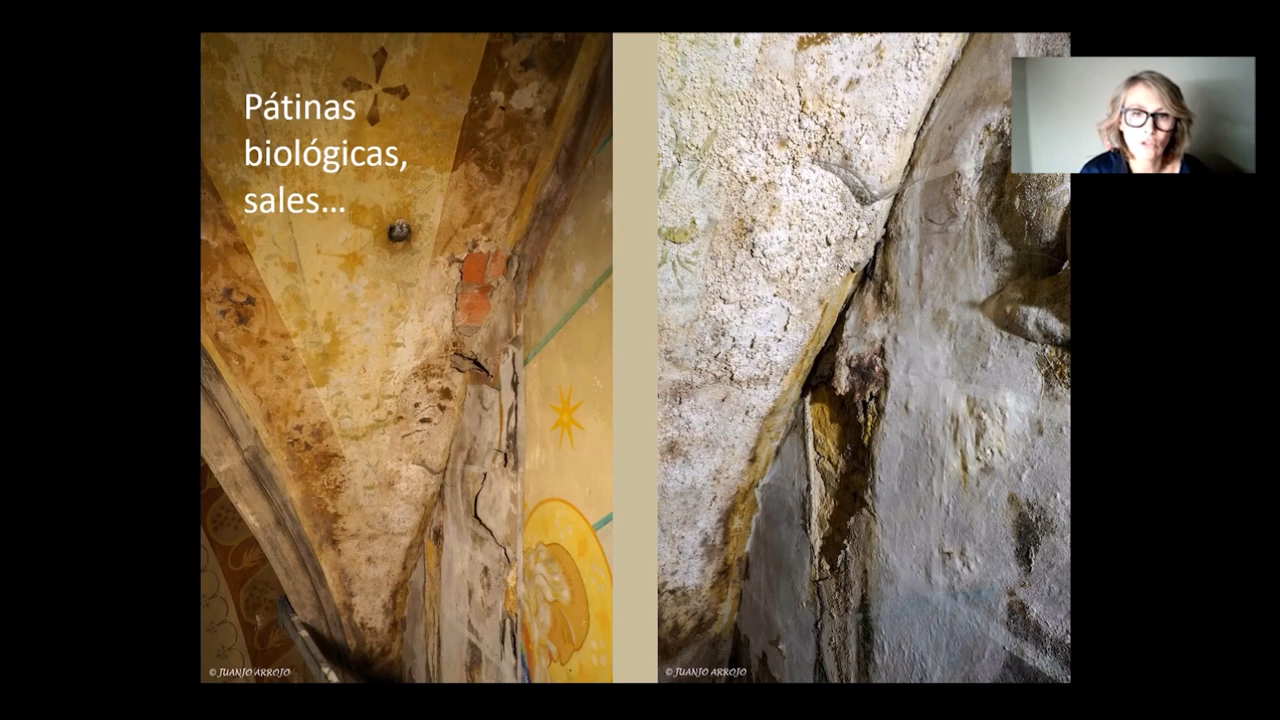 Pátinas
biológicas,
sales...
© JUANJO ARROJO
© JUANJO ARROJO